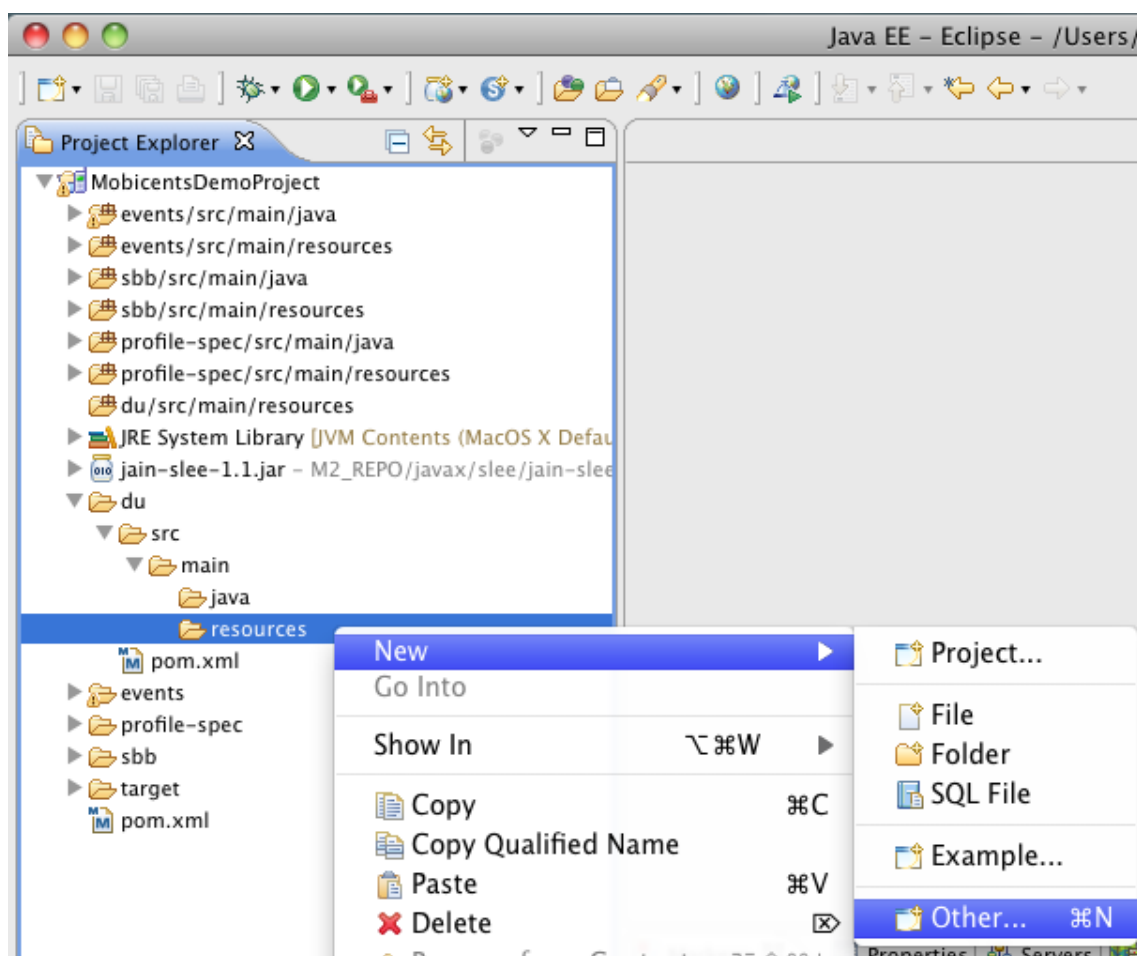 Java EE – Eclipse – /Users/
Project Explorer
MobicentsDemoProject
events/src/main/java
events/src/main/resources
sbb/src/main/java
sbb/src/main/resources
profile-spec/src/main/java
profile-spec/src/main/resources
du/src/main/resources
JRE System Library [JVM Contents (MacOS X Defau
jain-slee-1.1.jar – M2_REPO/javax/slee/jain-slee
du
src
main
java
resources
pom.xml
events
profile-spec
sbb
target
pom.xml
New
Go Into
Show In ⌥⌘W
Copy ⌘C
Copy Qualified Name
Paste ⌘V
Delete ⌦
Project...
File
Folder
SQL File
Example...
Other... ⌘N
Properties Servers